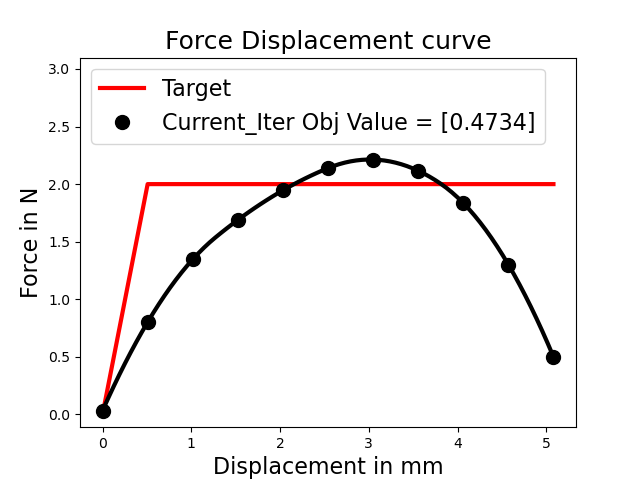 Force Displacement curve
Target
Current_Iter Obj Value = [0.4734]
3.0
2.5
2.0
1.5
1.0
0.5
0.0
Force in N
0 1 2 3 4 5
Displacement in mm